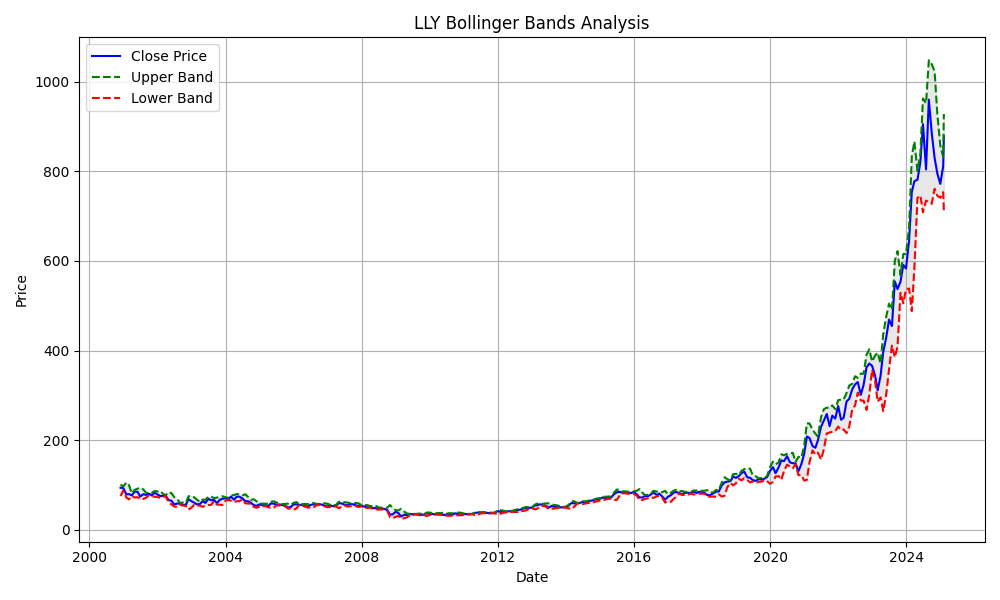 LLY Bollinger Bands Analysis
Close Price
Upper Band
Lower Band
Price
1000
800
600
400
200
0
2000 2004 2008 2012 2016 2020 2024
Date